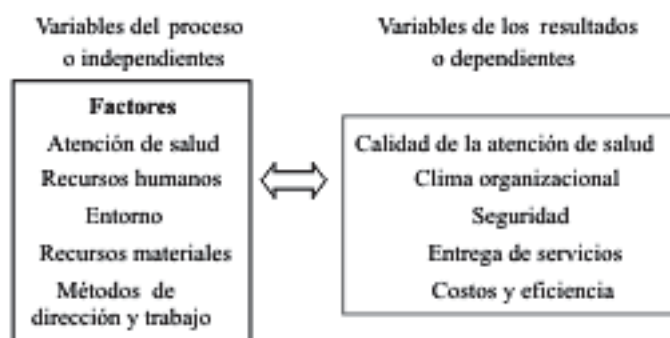 Variables del proceso
o independientes
Factores
Atención de salud
Recursos humanos
Entorno
Recursos materiales
Métodos de
dirección y trabajo
Variables de los resultados
o dependientes
Calidad de la atención de salud
Clima organizacional
Seguridad
Entrega de servicios
Costos y eficiencia